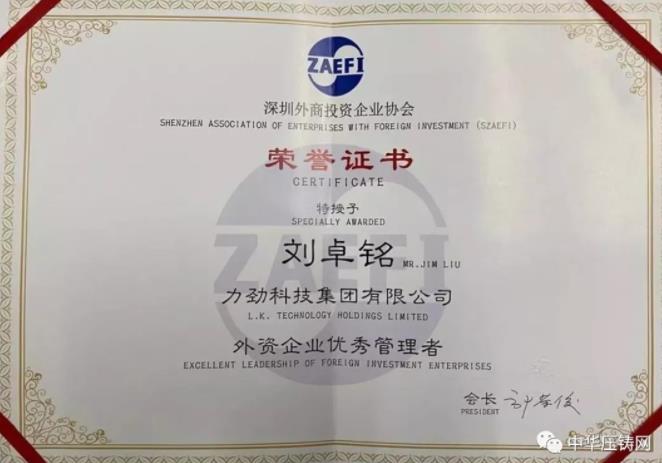 ZAEFI
深圳外商投资企业协会
SHENZHEN ASSOCIATION OF ENTERPRISES WITH FOREIGN INVESTMENT (SZAEFI)
荣誉证书
CERTIFICATE
特授予
SPECIALLY AWARDED
ZAEFI
刘卓铭 MR.JIM LIU
力劲科技集团有限公司
L.K. TECHNOLOGY HOLDINGS LIMITED
外资企业优秀管理者
EXCELLENT LEADERSHIP OF FOREIGN INVESTMENT ENTERPRISES
会长
PRESIDENT
中华压铸网